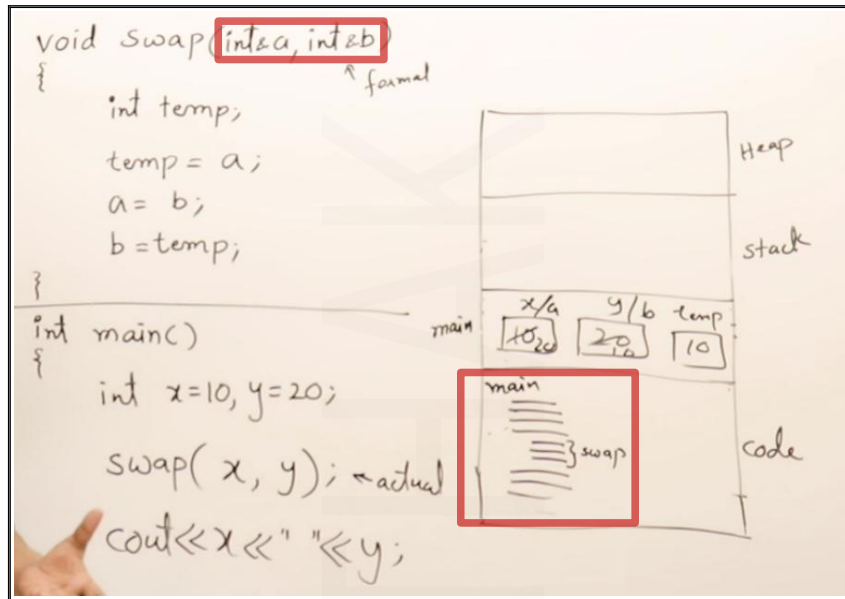 void swap(int&a, int&b)
{
↑ formal
int temp;
temp = a;
a = b;
b = temp;
}
int main()
{
int x=10, y=20;
swap( x, y); ←actual
cout<<x<<" "<<y;
Heap
stack
main
x/a
y/b
temp
10 20
20 10
10
main
}swap
code